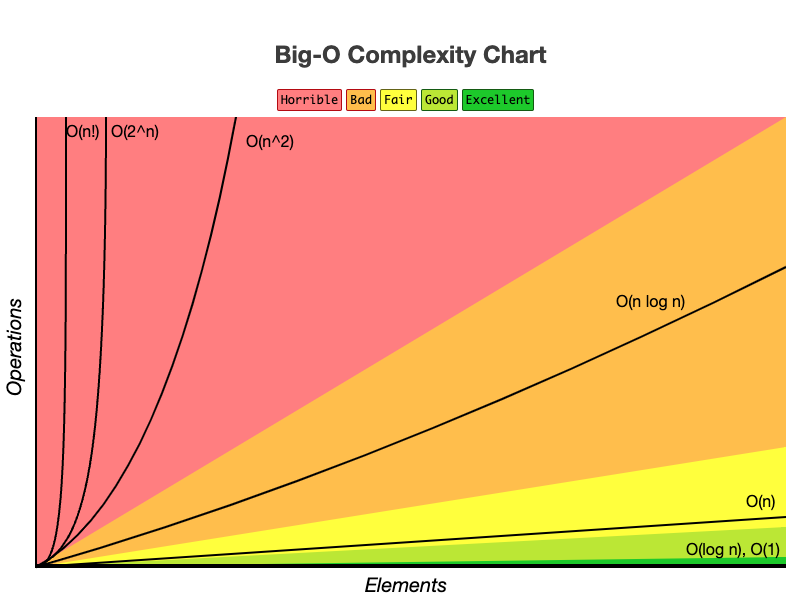 Big-O Complexity Chart
Horrible Bad Fair Good Excellent
O(n!) O(2^n)
O(n^2)
O(n log n)
O(n)
O(log n), O(1)
Operations
Elements